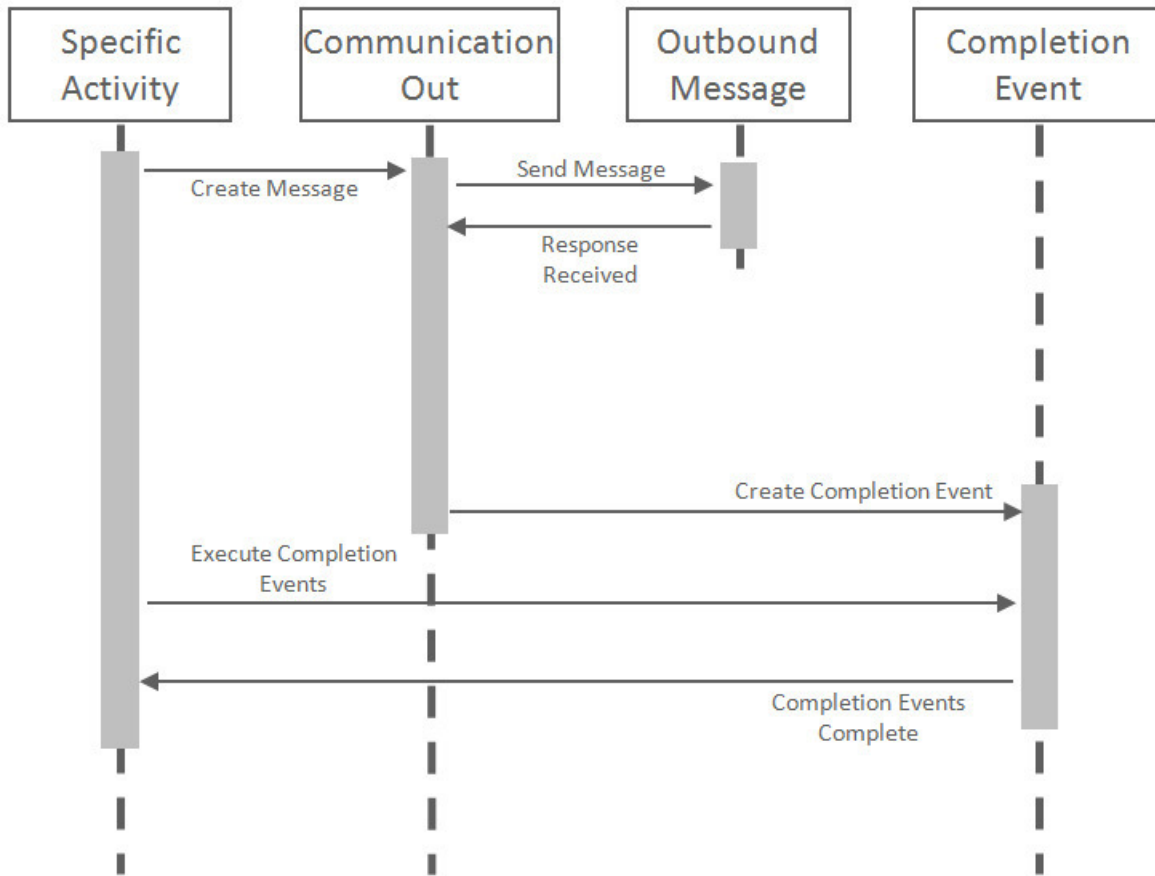 Specific
Activity
Communication
Out
Outbound
Message
Completion
Event
Create Message
Send Message
Response
Received
Create Completion Event
Execute Completion
Events
Completion Events
Complete